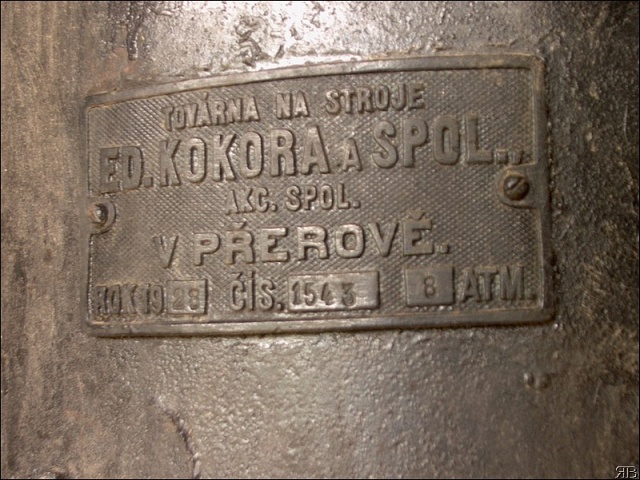 TOVÁRNA NA STROJE
ED. KOKORA A SPOL.,
AKC. SPOL.
V PŘEROVĚ.
ROK 1928 ČÍS. 1543 8 ATM.